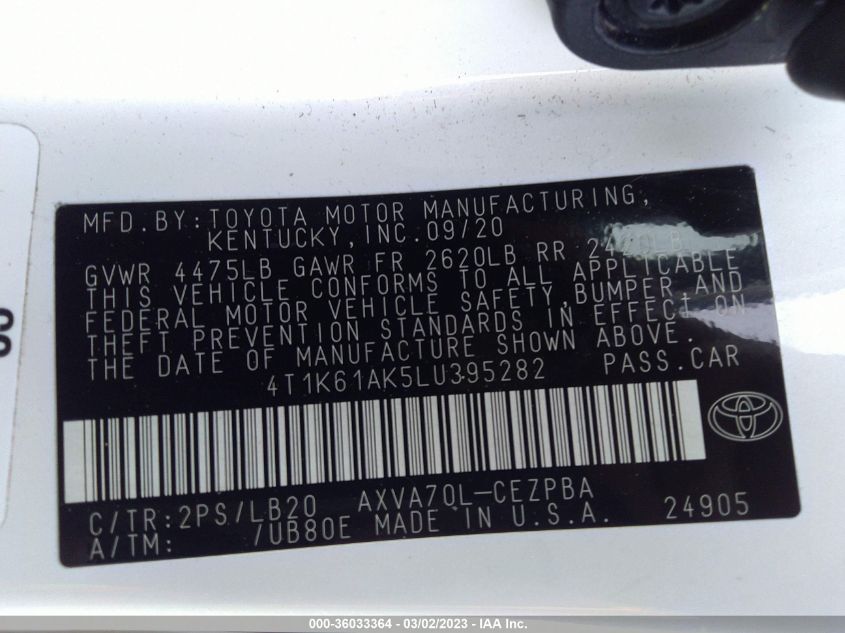 MFD. BY: TOYOTA MOTOR MANUFACTURING,
KENTUCKY, INC. 09/20
GVWR 4475LB GAWR FR 2620LB RR
THIS VEHICLE CONFORMS TO ALL APPLICABLE
FEDERAL MOTOR VEHICLE SAFETY, BUMPER, AND
THEFT PREVENTION STANDARDS IN EFFECT ON
THE DATE OF MANUFACTURE SHOWN ABOVE.
4T1K61AK5LU395282 PASS. CAR
C/TR: 2PS/LB20 AXVA70L-CEZPBA
A/TM: /UB80E MADE IN U.S.A. 24905
000-36033364 - 03/02/2023 - IAA Inc.